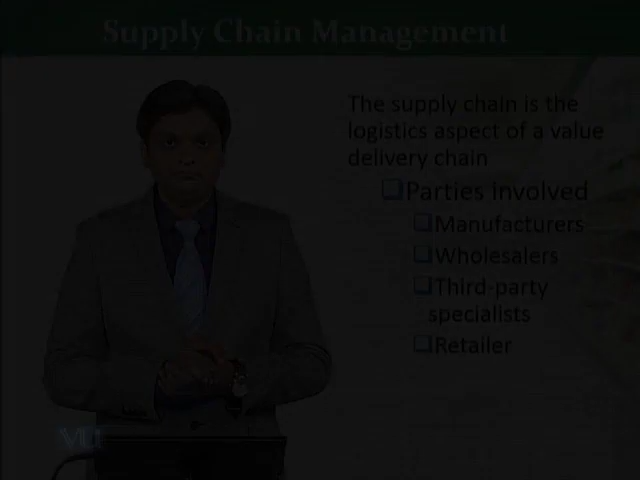 Supply Chain Management
The supply chain is the
logistics aspect of a value
delivery chain
Parties involved
Manufacturers
Wholesalers
Third-party
specialists
Retailer
VU